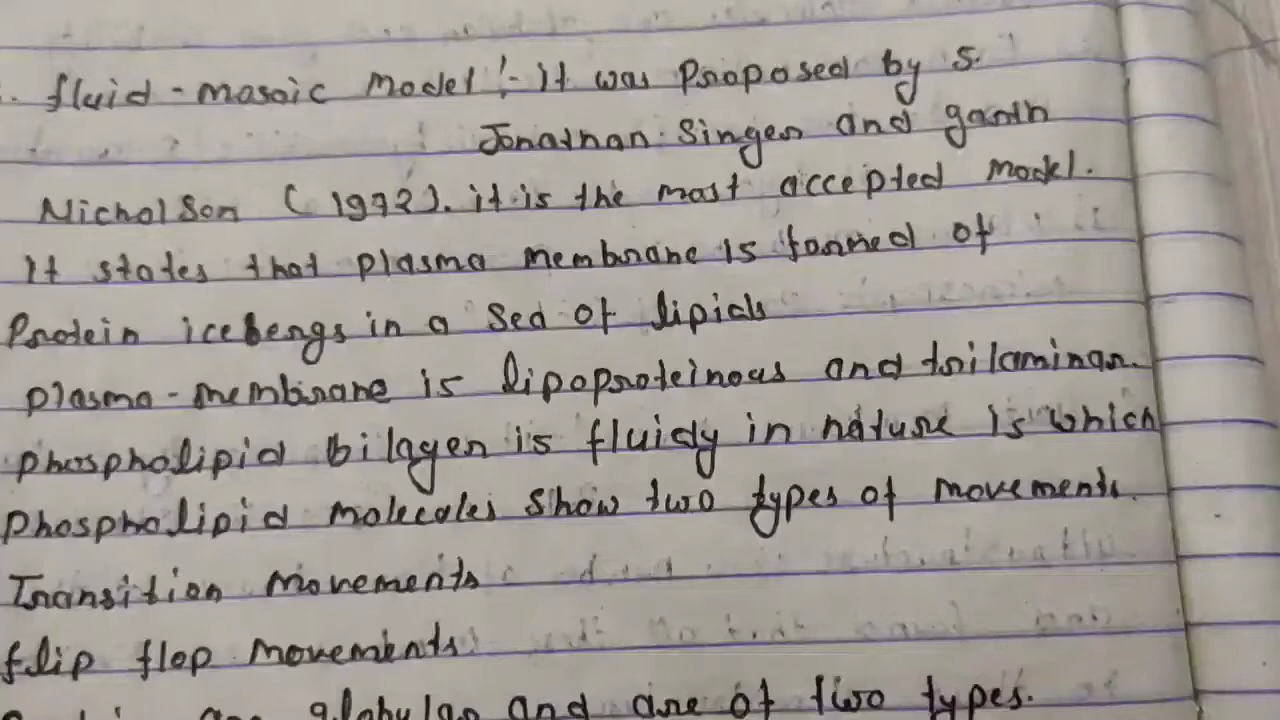 fluid-mosaic Model :- it was Proposed by S.
Jonathan Singer and garth
Nicholson (1972). it is the most accepted model.
It states that plasma membrane is formed of
Protein icebergs in a sea of lipids
plasma-membrane is lipoproteinous and trilaminar.
phospholipid bilayer is fluidy in nature is which
phospholipid molecules show two types of movements.
Transition movements
flip flop movements
globular and are of two types.